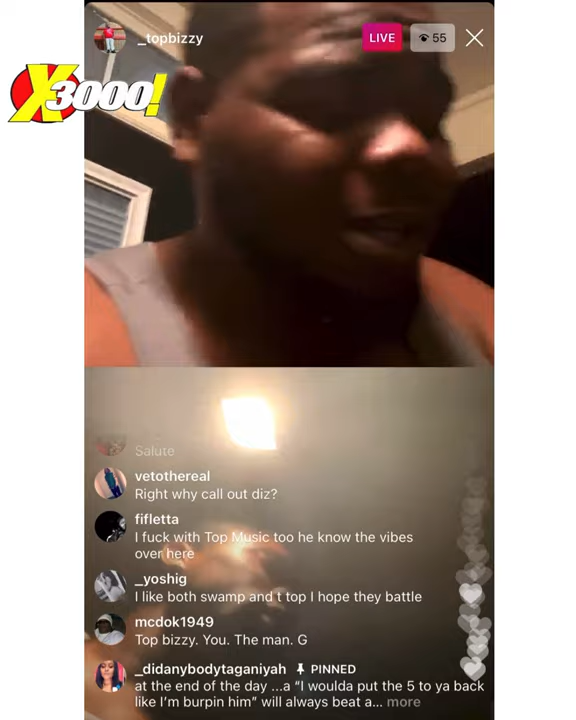 _topbizzy
LIVE
55
X3000!
Salute
vetothereal
Right why call out diz?
fifletta
I fuck with Top Music too he know the vibes
over here
_yoshig
I like both swamp and t top I hope they battle
mcdok1949
Top bizzy. You. The man. G
_didanybodytaganiyah PINNED
at the end of the day ...a “I woulda put the 5 to ya back
like I’m burpin him” will always beat a... more